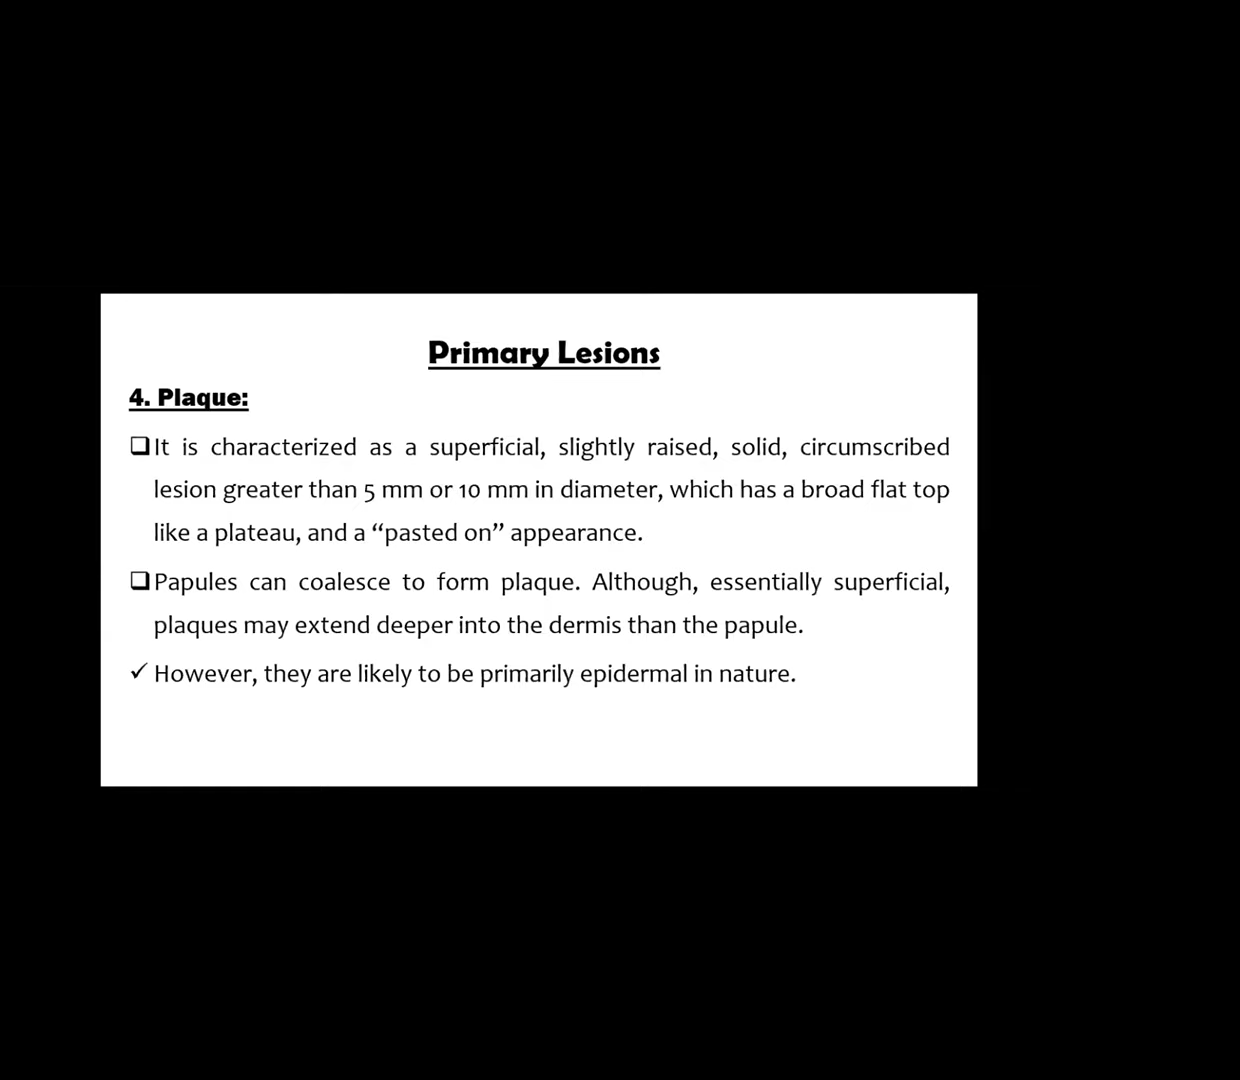 Primary Lesions
4. Plaque:
❑It is characterized as a superficial, slightly raised, solid, circumscribed
lesion greater than 5 mm or 10 mm in diameter, which has a broad flat top
like a plateau, and a “pasted on” appearance.
❑Papules can coalesce to form plaque. Although, essentially superficial,
plaques may extend deeper into the dermis than the papule.
✓ However, they are likely to be primarily epidermal in nature.